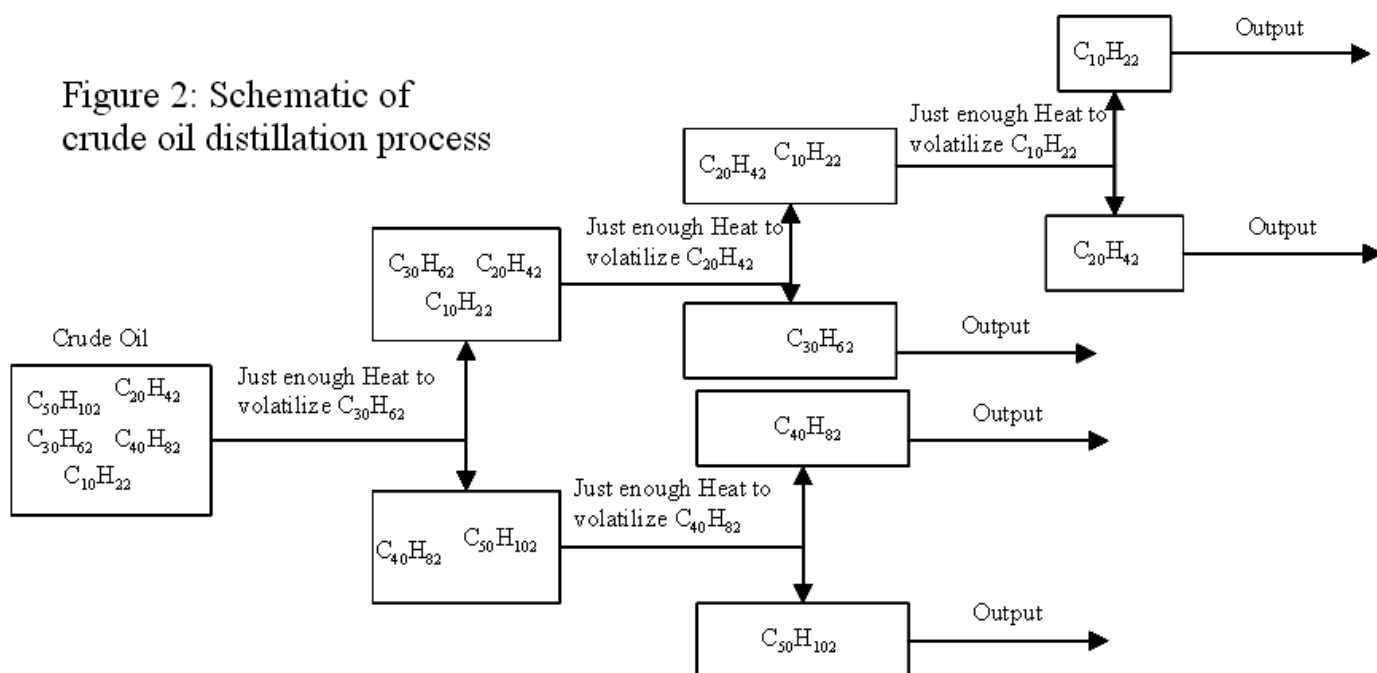 Figure 2: Schematic of
crude oil distillation process
C₁₀H₂₂
Output
Just enough Heat to
volatilize C₁₀H₂₂
C₂₀H₄₂ C₁₀H₂₂
C₂₀H₄₂
Output
Just enough Heat to
volatilize C₂₀H₄₂
C₃₀H₆₂ C₂₀H₄₂
C₁₀H₂₂
C₃₀H₆₂
Output
Crude Oil
C₅₀H₁₀₂ C₂₀H₄₂
C₃₀H₆₂ C₄₀H₈₂
C₁₀H₂₂
Just enough Heat to
volatilize C₃₀H₆₂
C₄₀H₈₂
Output
C₄₀H₈₂ C₅₀H₁₀₂
Just enough Heat to
volatilize C₄₀H₈₂
C₅₀H₁₀₂
Output